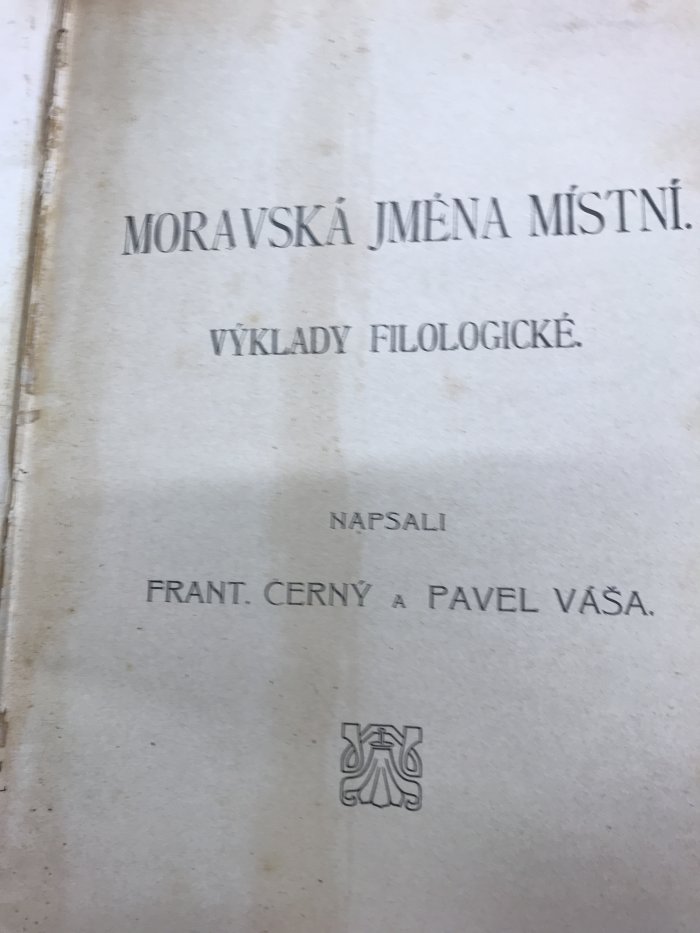 MORAVSKÁ JMÉNA MÍSTNÍ.
VÝKLADY FILOLOGICKÉ.
NAPSALI
FRANT. ČERNÝ A PAVEL VÁŠA.